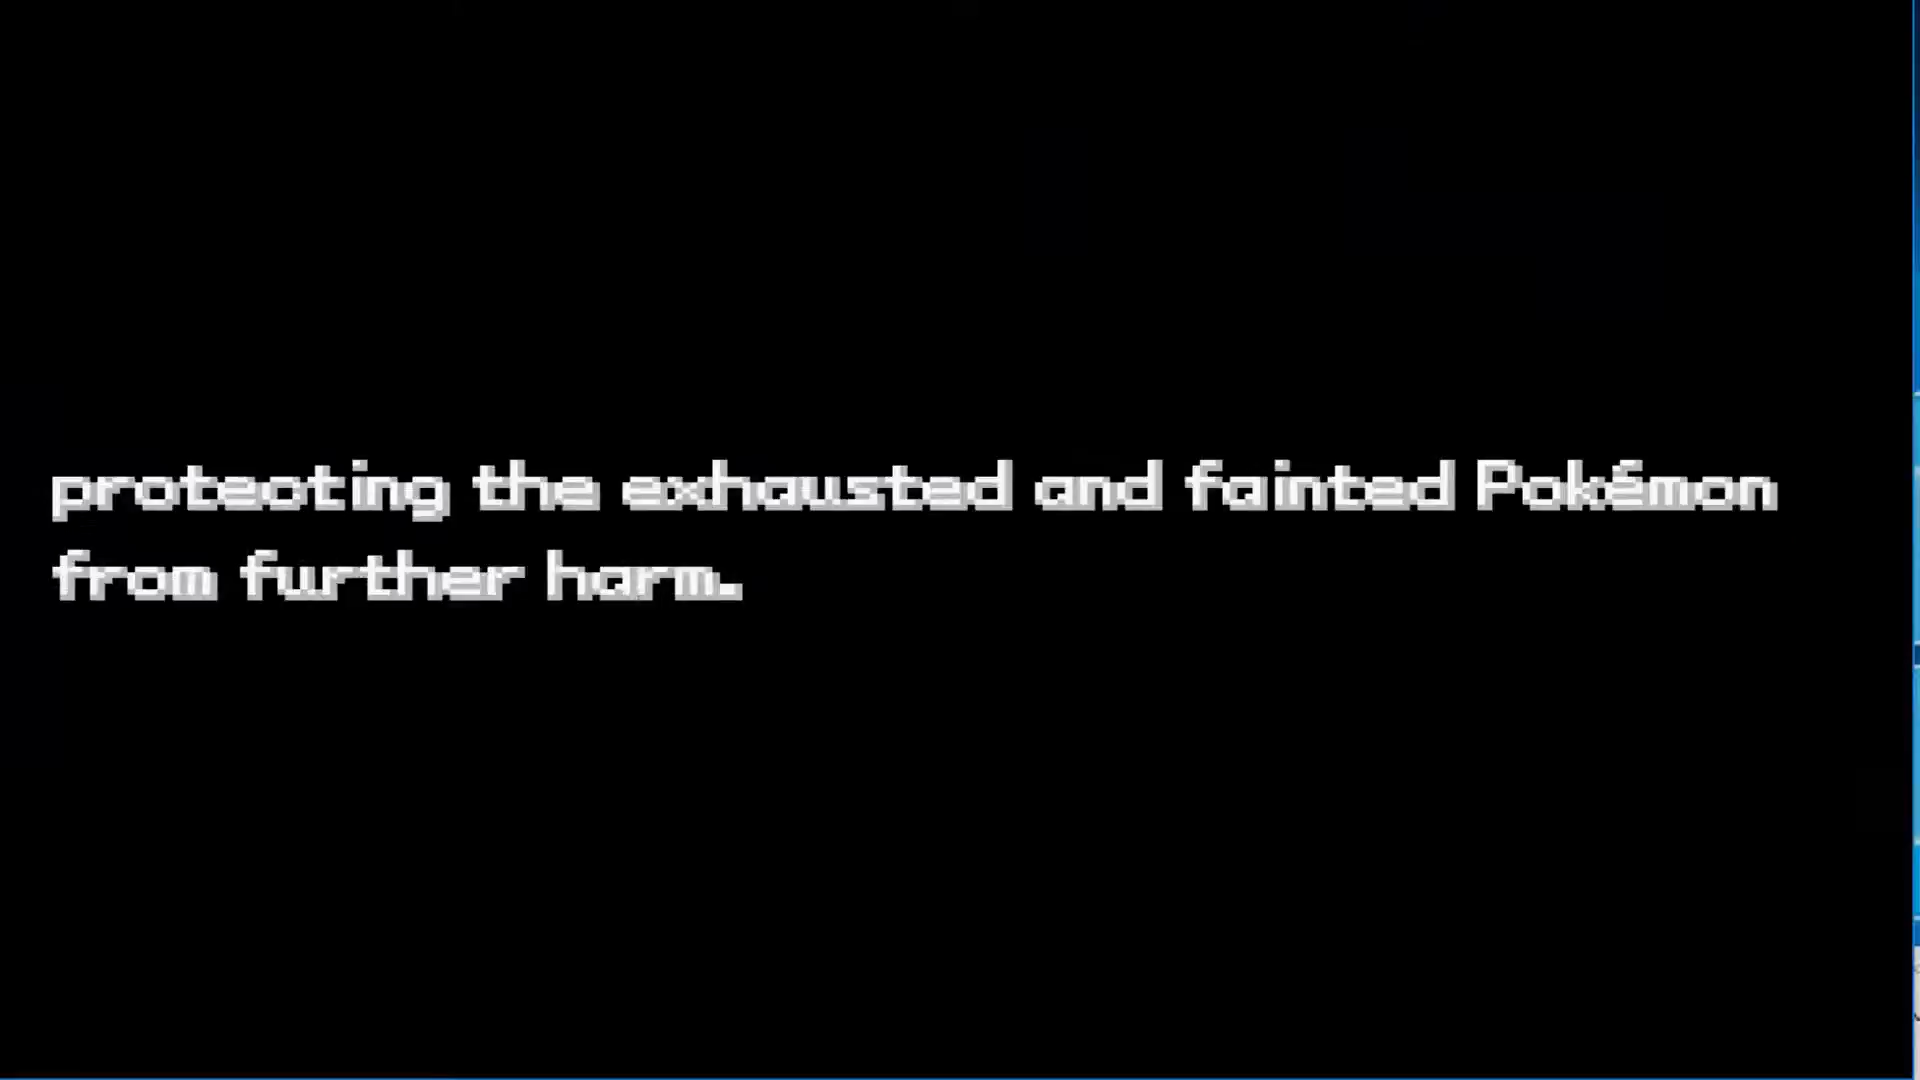 protecting the exhausted and fainted Pokémon
from further harm.